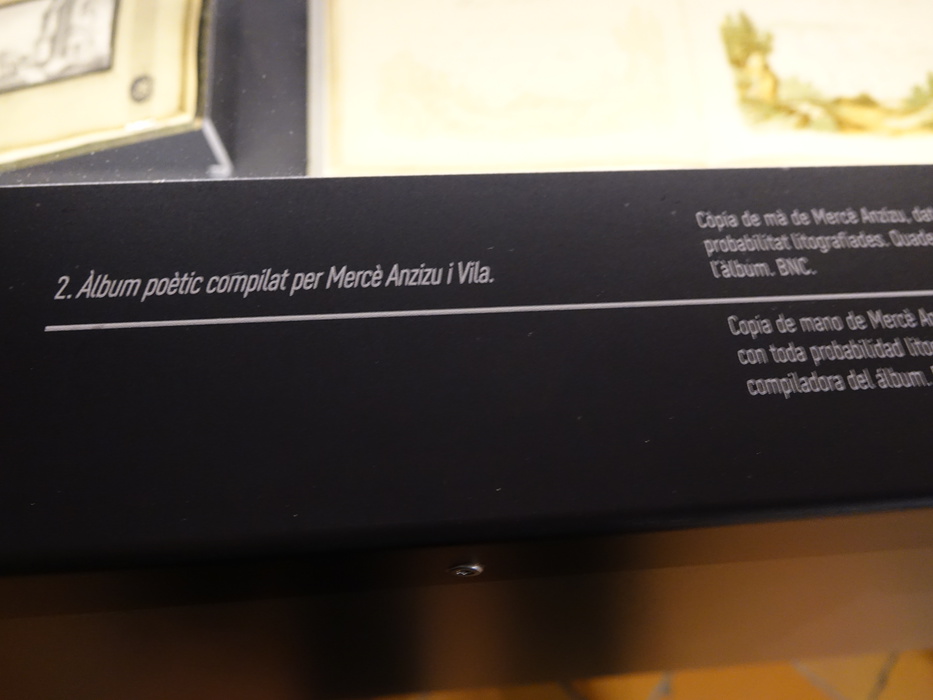 2. Àlbum poètic compilat per Mercè Anzizu i Vila.
Còpia de mà de Mercè Anzizu,
probabilitat litografiades.
l'àlbum. BNC.
Copia de mano de Mercè
con toda probabilidad
compiladora del álbum.